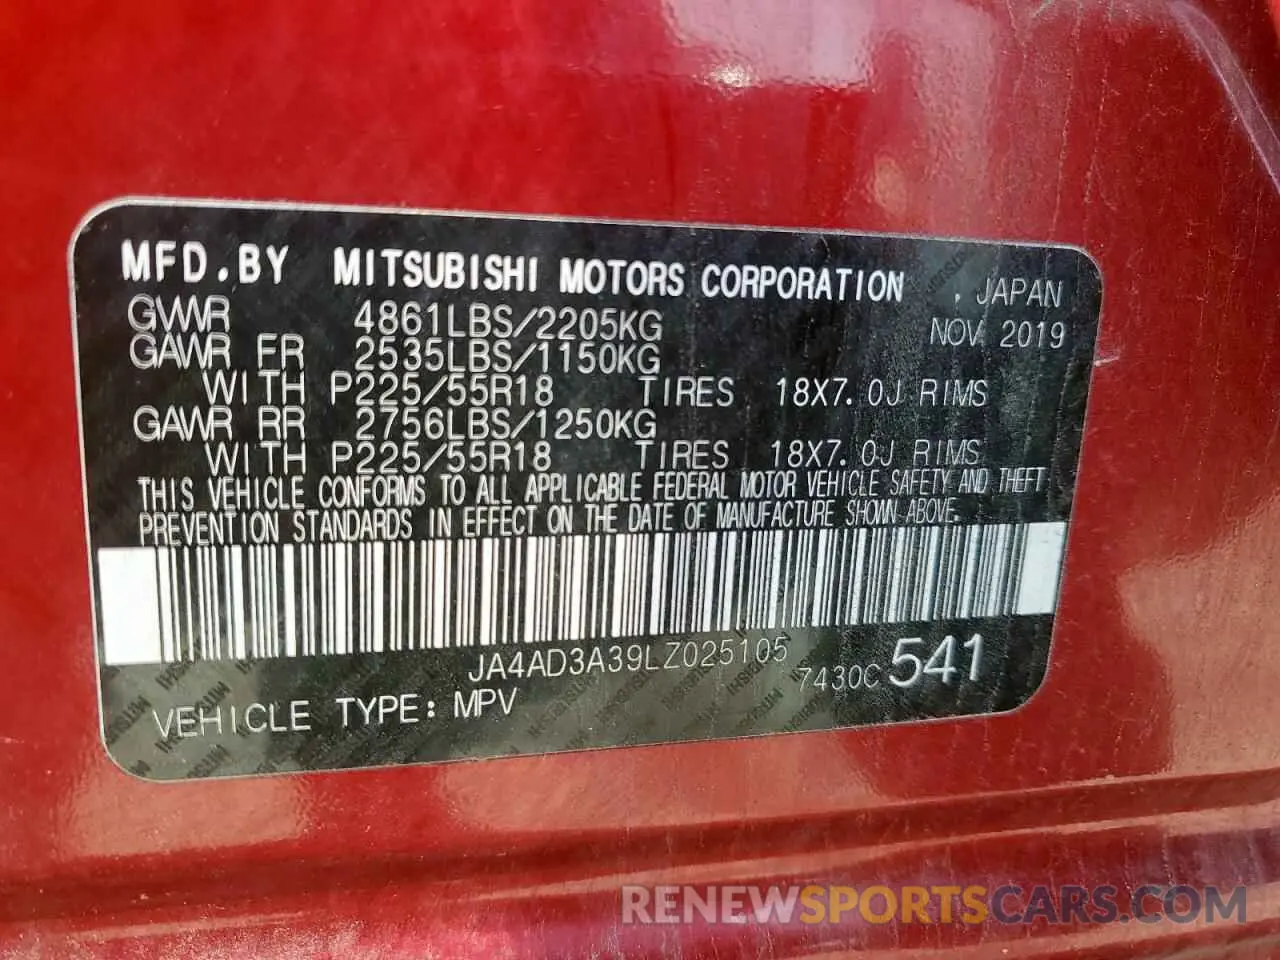 MFD.BY MITSUBISHI MOTORS CORPORATION , JAPAN
GVWR 4861LBS/2205KG NOV. 2019
GAWR FR 2535LBS/1150KG
WITH P225/55R18 TIRES 18X7.0J RIMS
GAWR RR 2756LBS/1250KG
WITH P225/55R18 TIRES 18X7.0J RIMS
THIS VEHICLE CONFORMS TO ALL APPLICABLE FEDERAL MOTOR VEHICLE SAFETY AND THEFT
PREVENTION STANDARDS IN EFFECT ON THE DATE OF MANUFACTURE SHOWN ABOVE.
JA4AD3A39LZ025105
7430C 541
VEHICLE TYPE: MPV
RENEWSPORTSCARS.COM